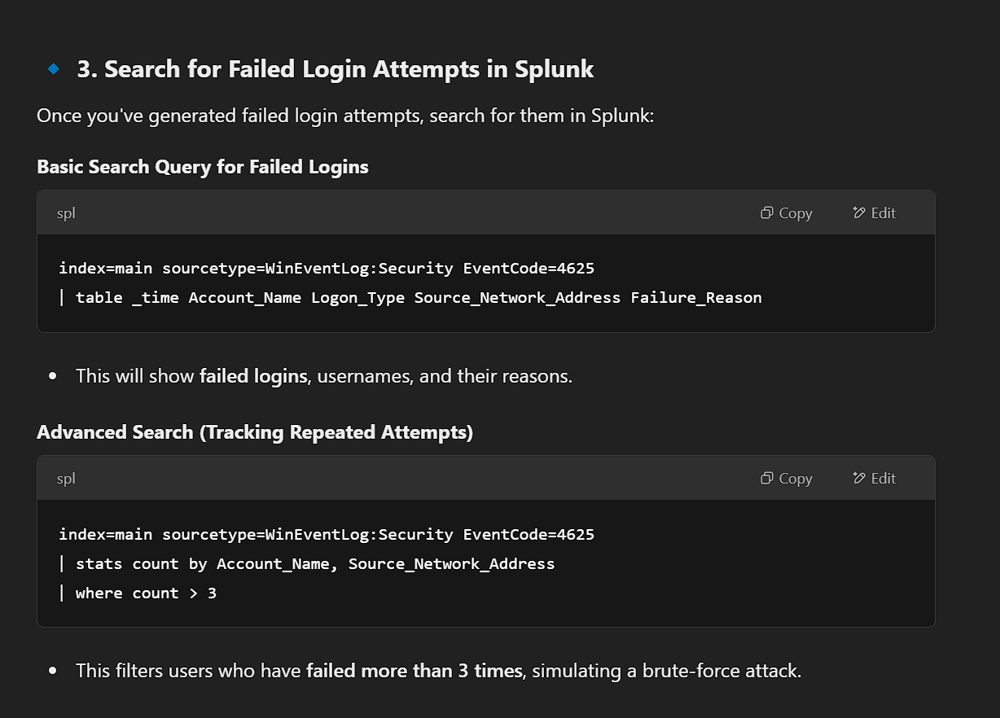 3. Search for Failed Login Attempts in Splunk
Once you've generated failed login attempts, search for them in Splunk:
Basic Search Query for Failed Logins
spl
Copy
Edit
index=main sourcetype=WinEventLog:Security EventCode=4625
| table _time Account_Name Logon_Type Source_Network_Address Failure_Reason
• This will show failed logins, usernames, and their reasons.
Advanced Search (Tracking Repeated Attempts)
spl
Copy
Edit
index=main sourcetype=WinEventLog:Security EventCode=4625
| stats count by Account_Name, Source_Network_Address
| where count > 3
• This filters users who have failed more than 3 times, simulating a brute-force attack.